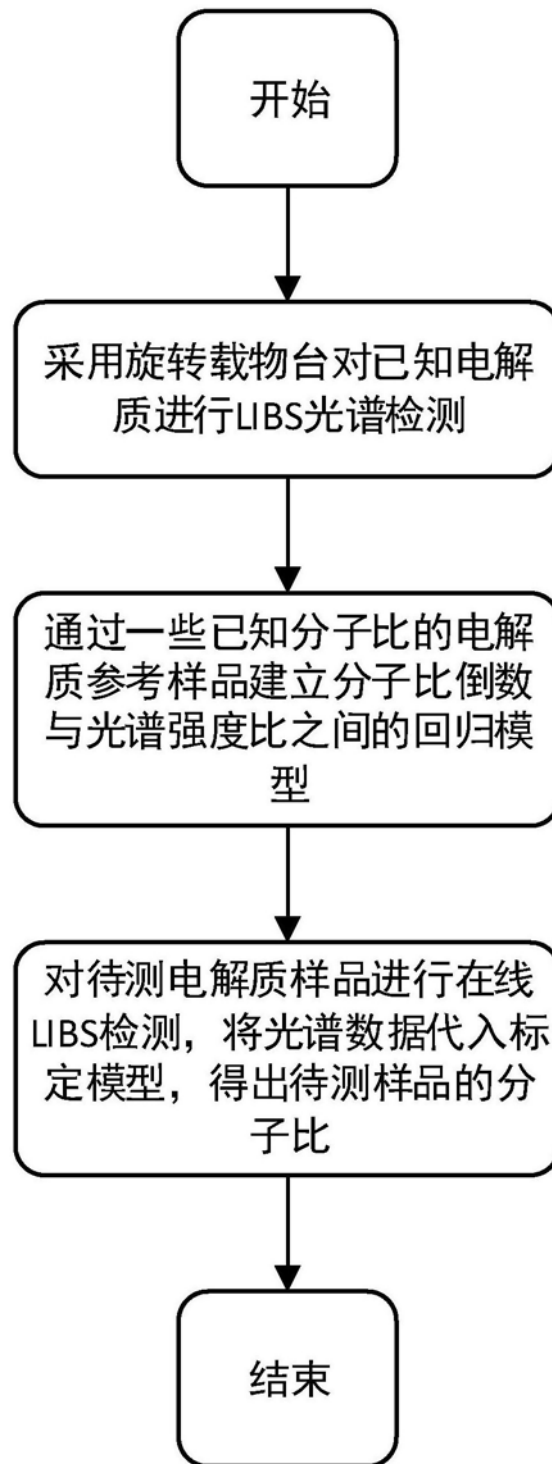 开始
采用旋转载物台对已知电解
质进行LIBS光谱检测
通过一些已知分子比的电解
质参考样品建立分子比倒数
与光谱强度比之间的回归模
型
对待测电解质样品进行在线
LIBS检测，将光谱数据代入标
定模型，得出待测样品的分
子比
结束